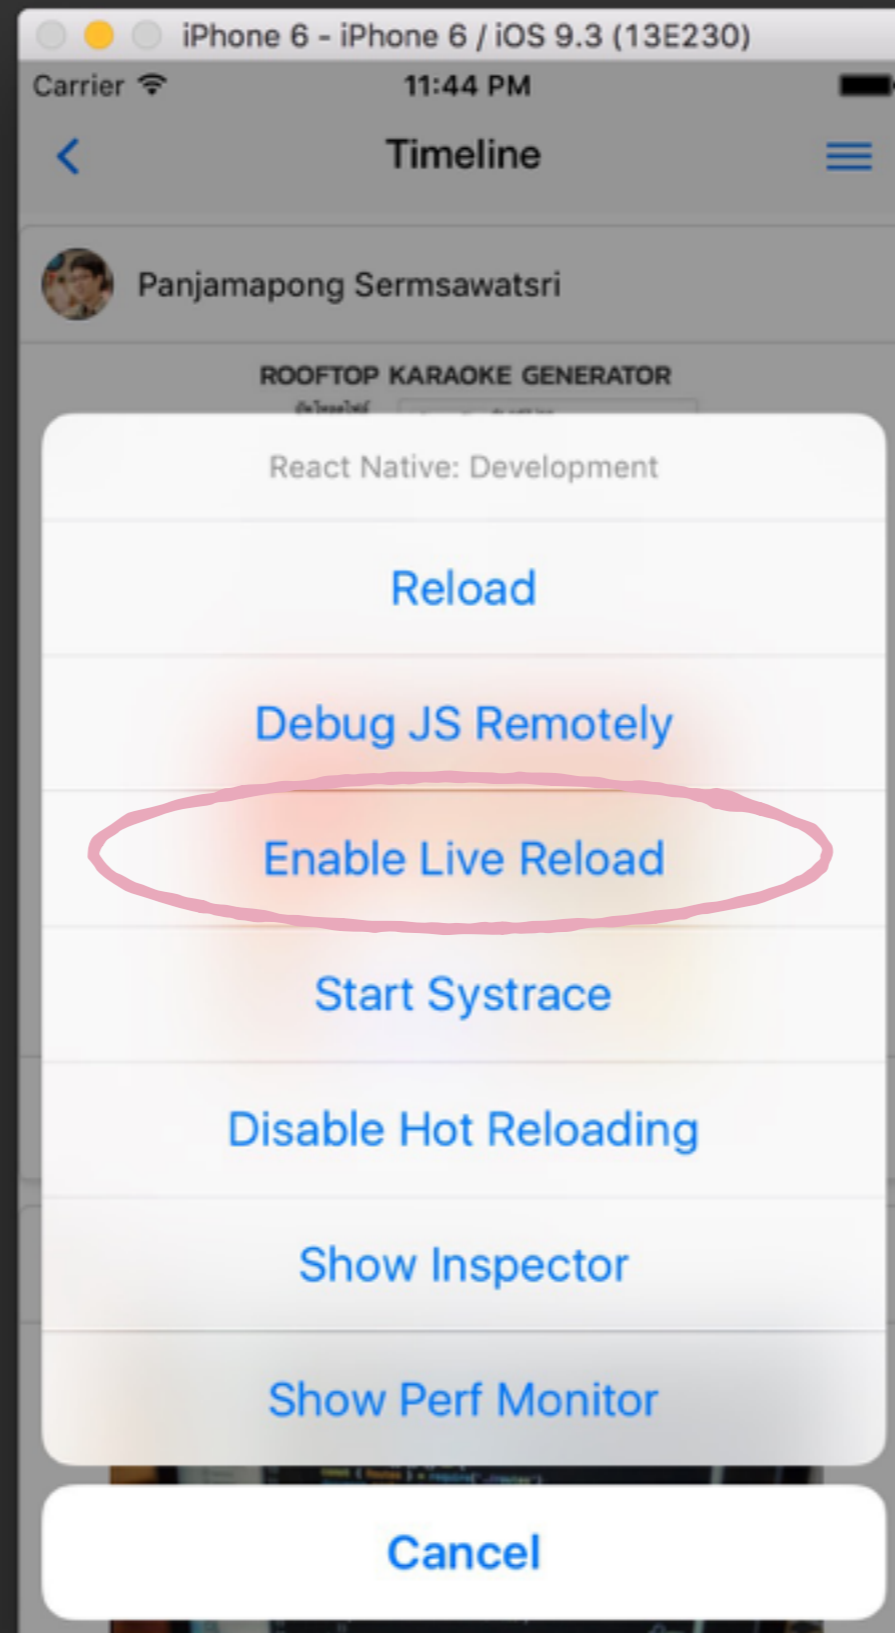 iPhone 6 - iPhone 6 / iOS 9.3 (13E230)
Carrier 11:44 PM
Timeline
Panjamapong Sermsawatsri
ROOFTOP KARAOKE GENERATOR
React Native: Development
Reload
Debug JS Remotely
Enable Live Reload
Start Systrace
Disable Hot Reloading
Show Inspector
Show Perf Monitor
Cancel